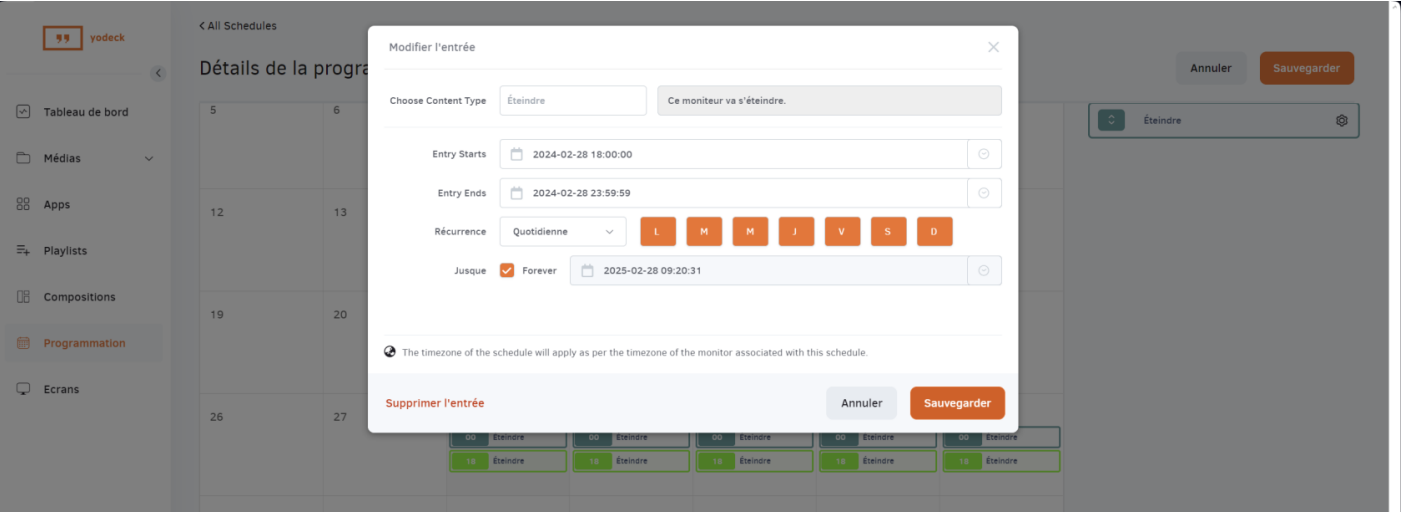 yodeck
All Schedules
Détails de la progra
Annuler
Sauvegarder
Tableau de bord
Médias
Apps
Playlists
Compositions
Programmation
Ecrans
5
6
12
13
19
20
26
27
Modifier l'entrée
Choose Content Type
Éteindre
Ce moniteur va s'éteindre.
Entry Starts
2024-02-28 18:00:00
Entry Ends
2024-02-28 23:59:59
Récurrence
Quotidienne
L M M J V S D
Jusque
Forever
2025-02-28 09:20:31
The timezone of the schedule will apply as per the timezone of the monitor associated with this schedule.
Supprimer l'entrée
Annuler
Sauvegarder
00 Éteindre 00 Éteindre 00 Éteindre 00 Éteindre 00 Éteindre
18 Éteindre 18 Éteindre 18 Éteindre 18 Éteindre 18 Éteindre
Éteindre